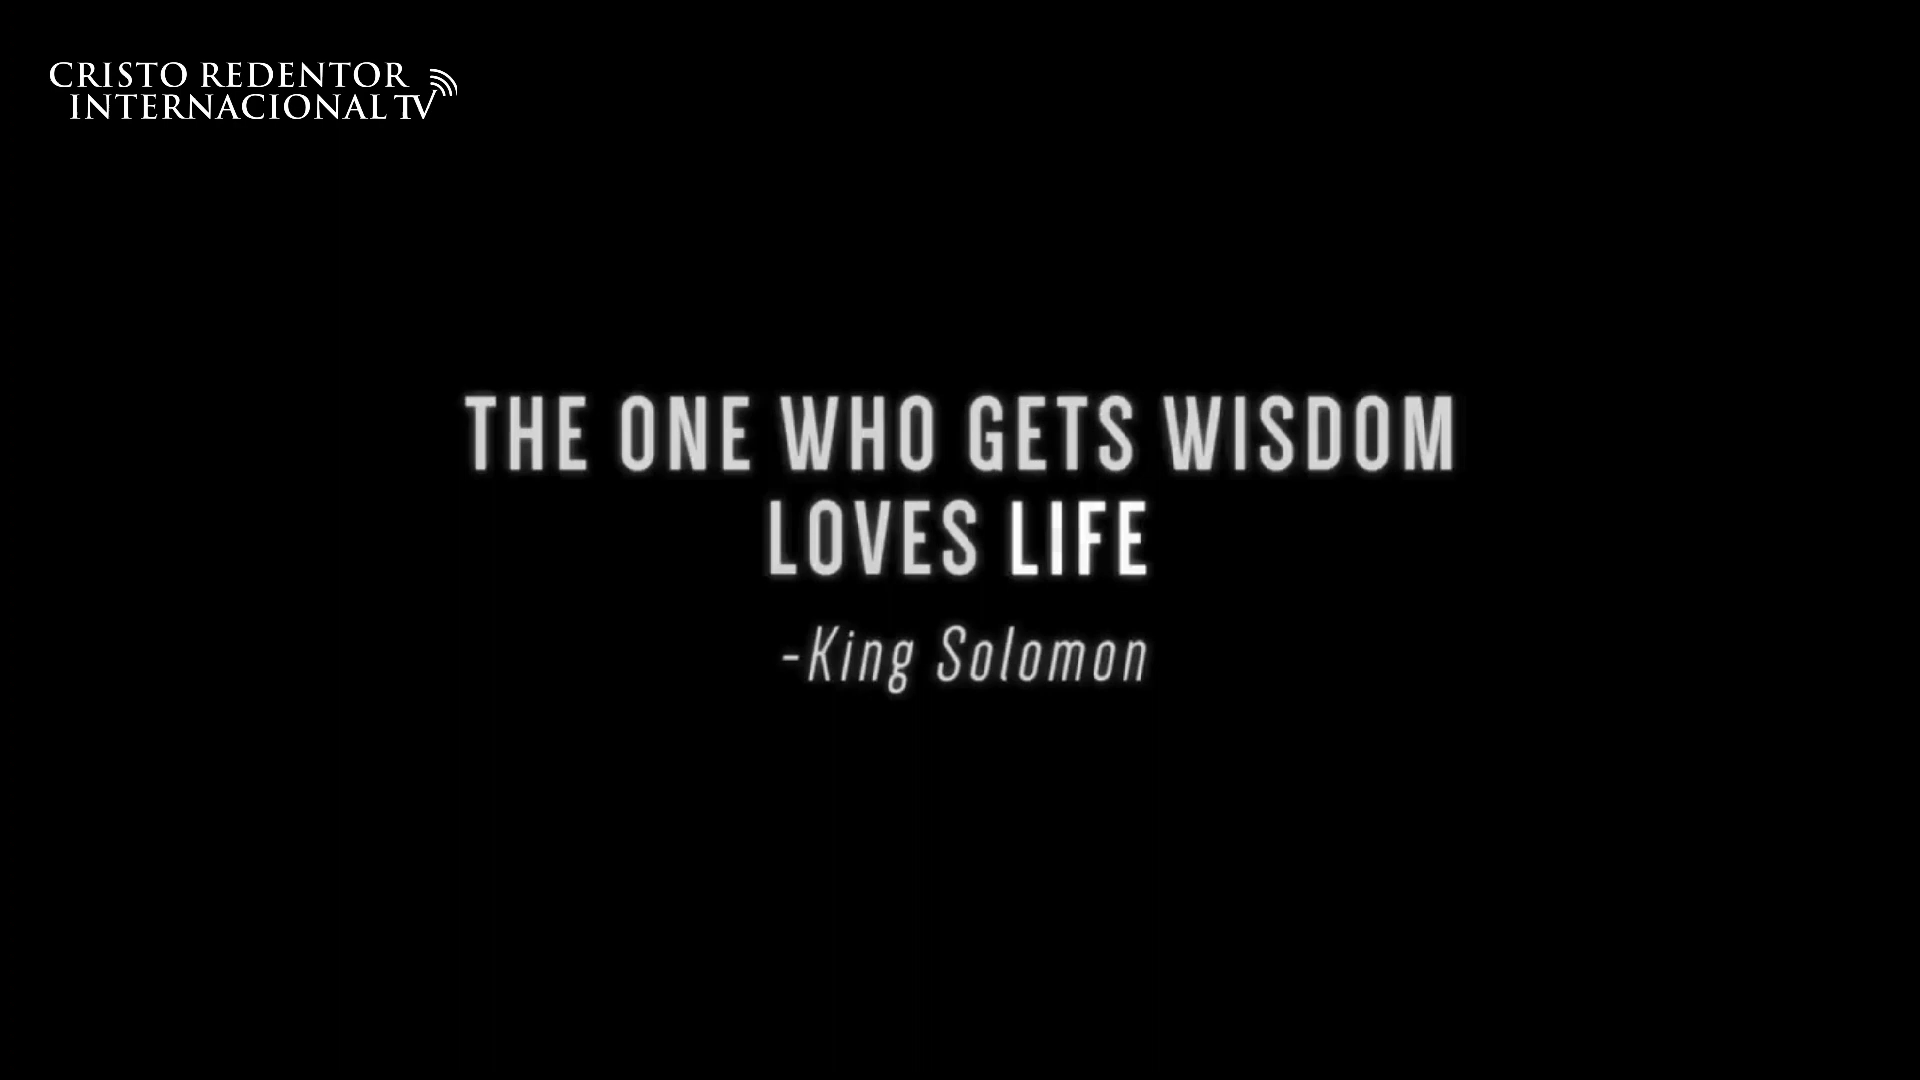 CRISTO REDENTOR
INTERNACIONAL TV
THE ONE WHO GETS WISDOM
LOVES LIFE
-King Solomon